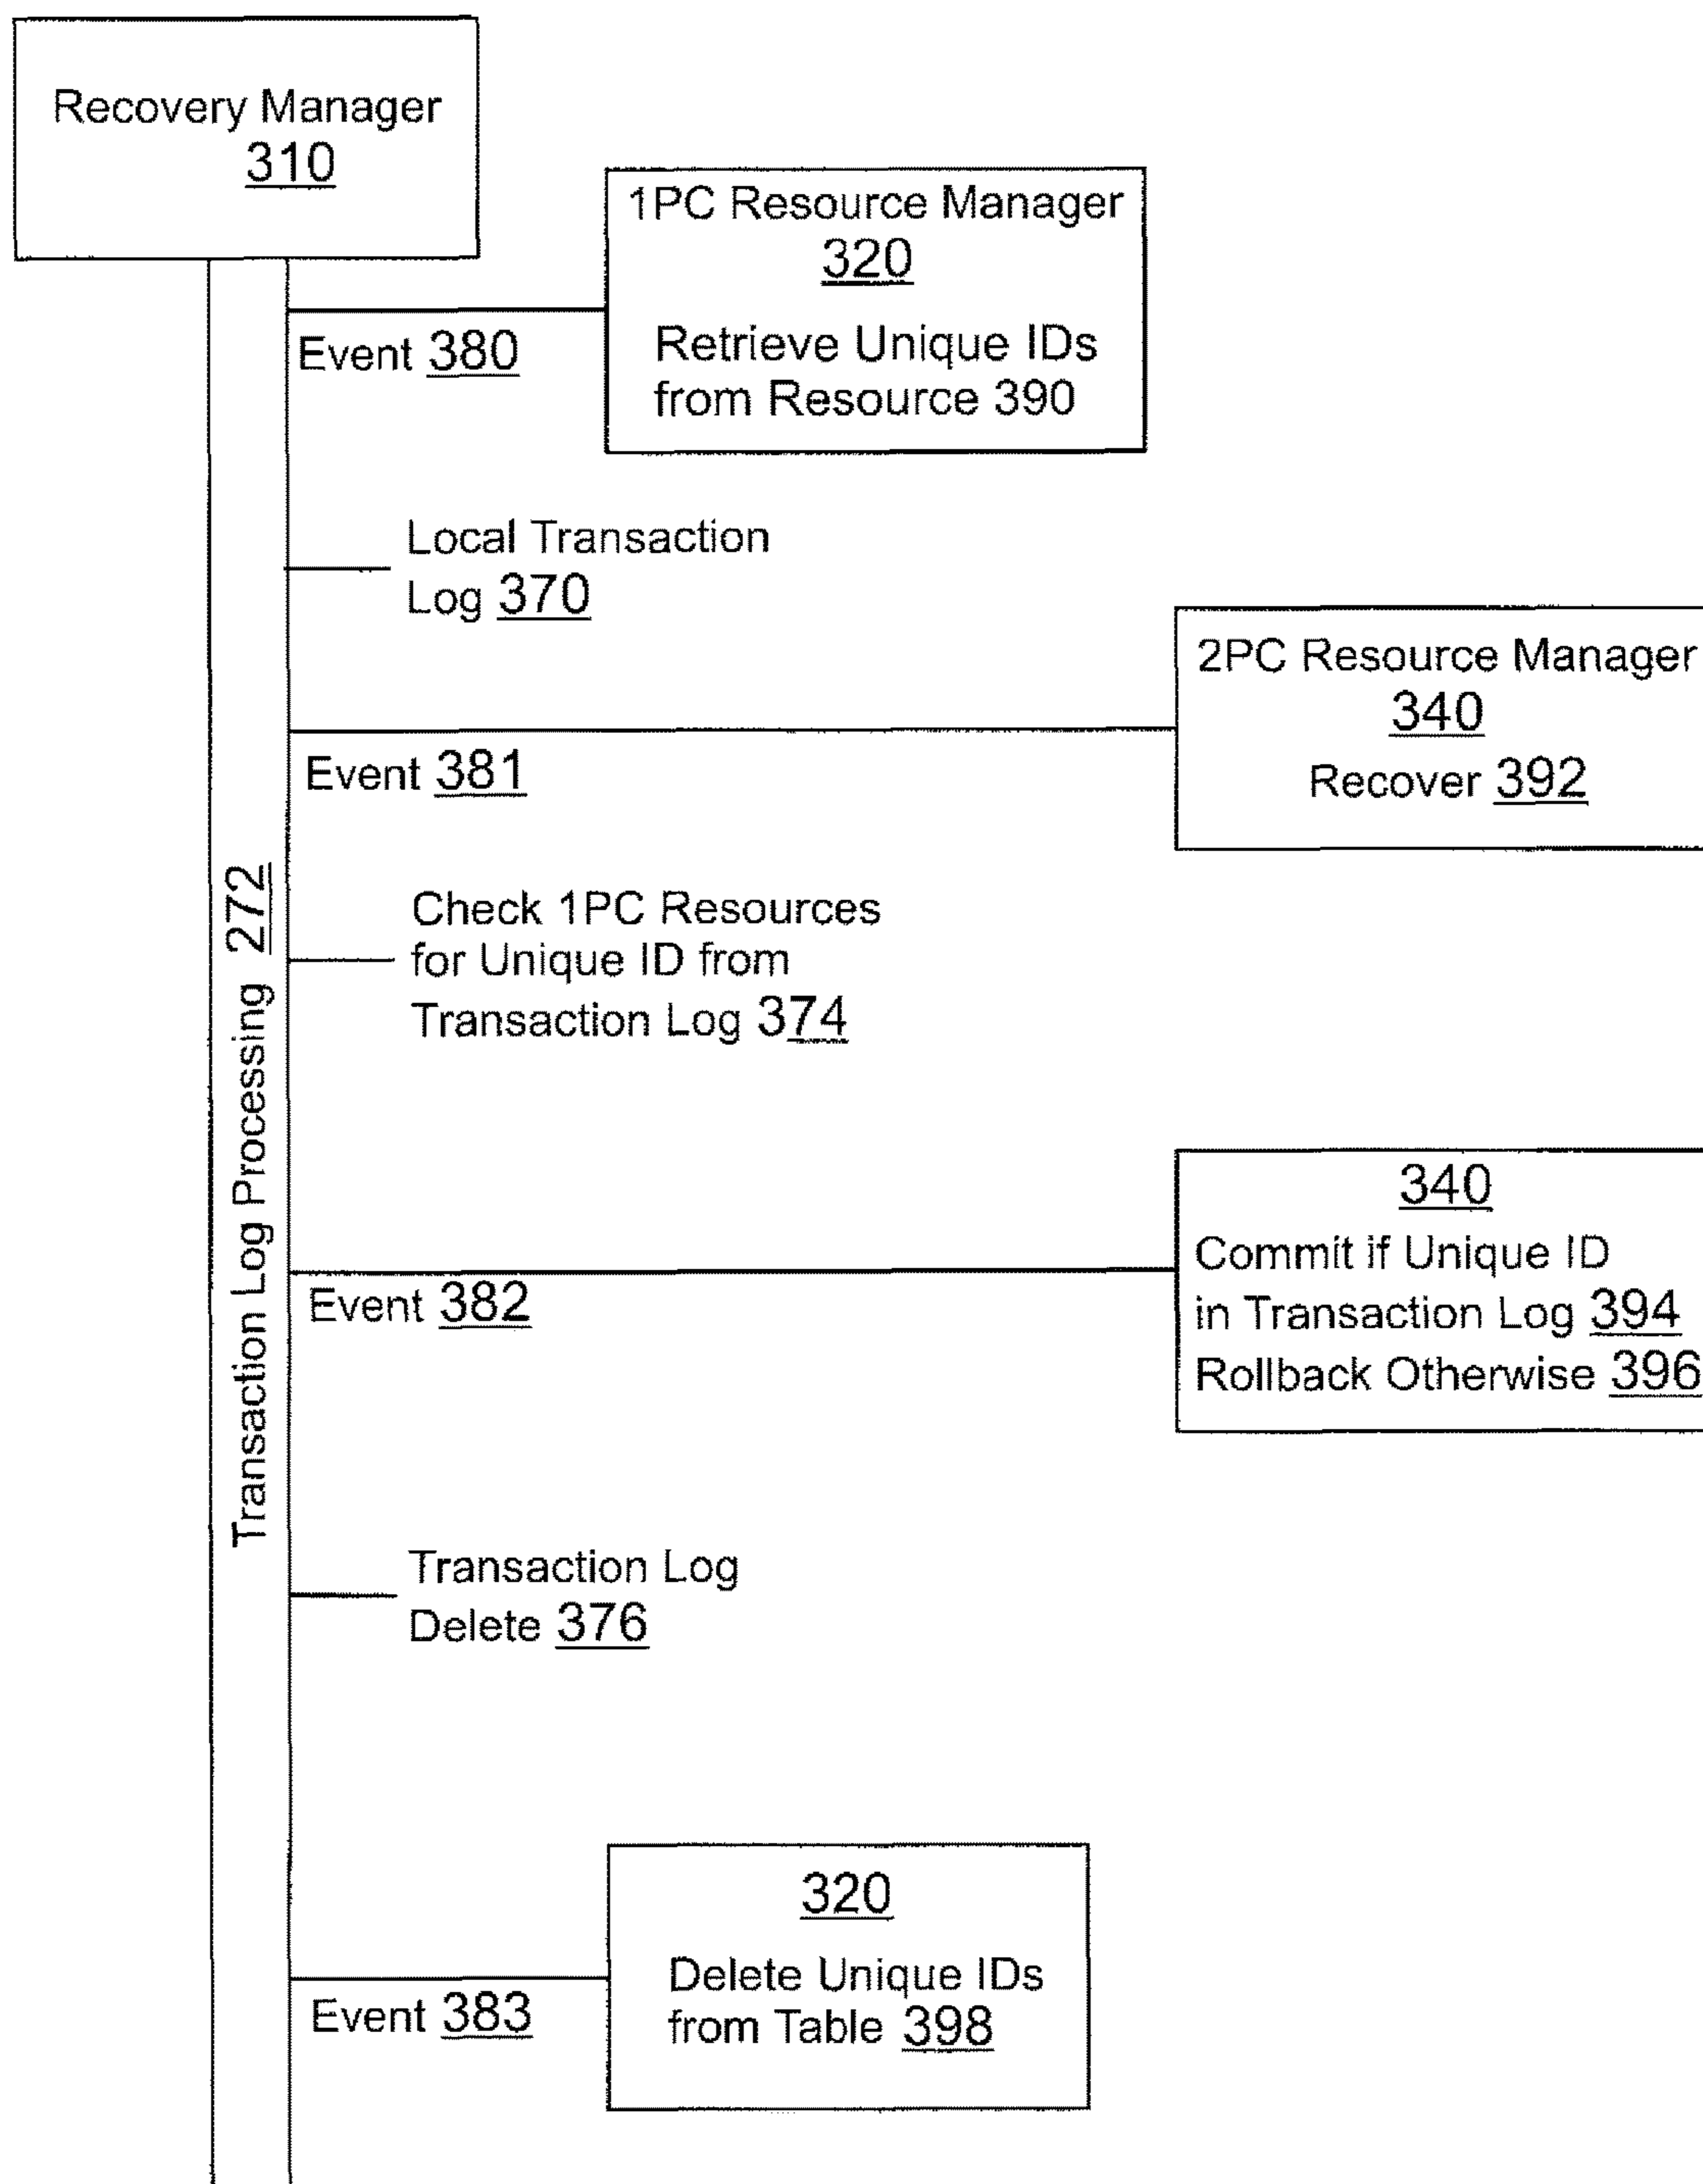 Recovery Manager
310
1PC Resource Manager
320
Retrieve Unique IDs
from Resource 390
Event 380
Local Transaction
Log 370
2PC Resource Manager
340
Recover 392
Event 381
Check 1PC Resources
for Unique ID from
Transaction Log 374
Transaction Log Processing 272
340
Commit if Unique ID
in Transaction Log 394
Rollback Otherwise 396
Event 382
Transaction Log
Delete 376
320
Delete Unique IDs
from Table 398
Event 383